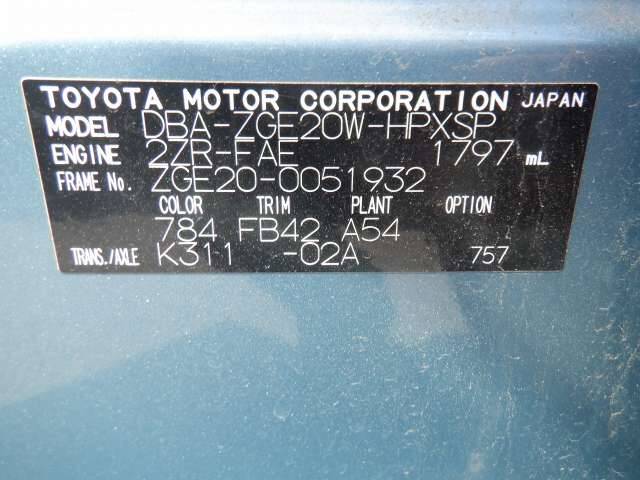 TOYOTA MOTOR CORPORATION JAPAN
MODEL DBA-ZGE20W-HPXSP
ENGINE 2ZR-FAE 1797 mL
FRAME No. ZGE20-0051932
COLOR TRIM PLANT OPTION
784 FB42 A54
TRANS./AXLE K311 -02A 757